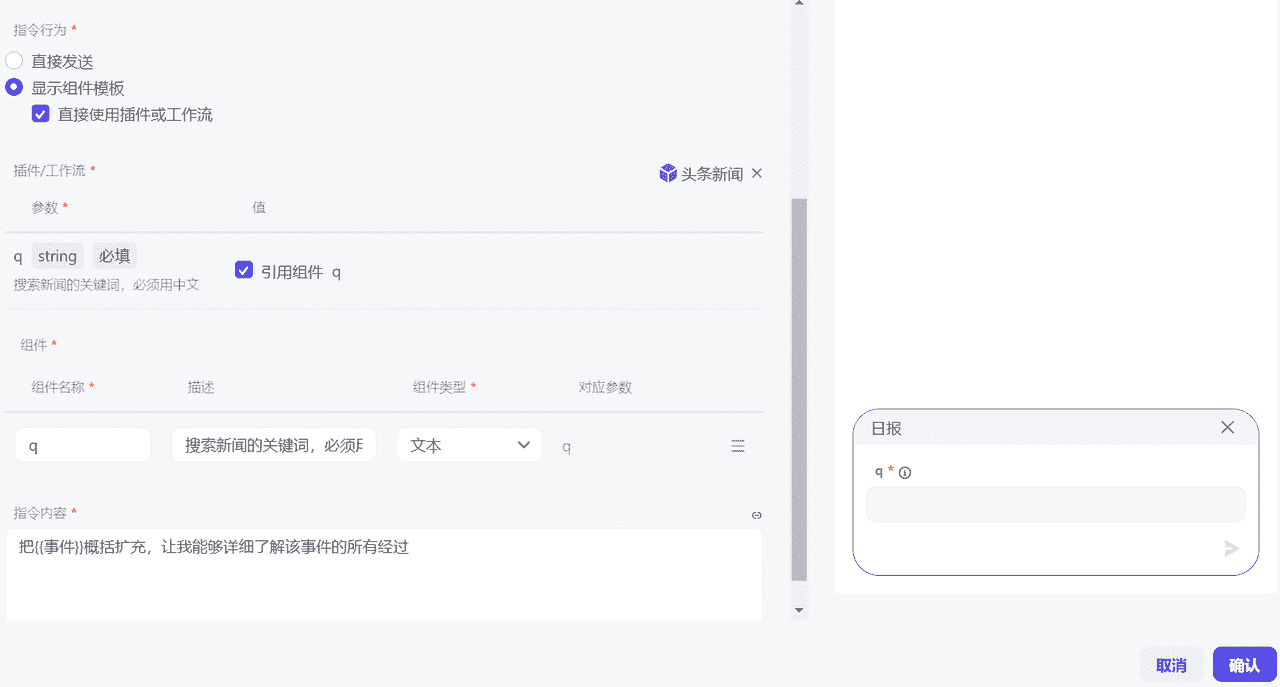 指令行为 *
直接发送
显示组件模板
直接使用插件或工作流
插件/工作流 *
头条新闻
参数 * 值
q string 必填
搜索新闻的关键词，必须用中文
引用组件 q
组件 *
组件名称 * 描述 组件类型 * 对应参数
q 搜索新闻的关键词，必须 文本 q
指令内容 *
把{{事件}}概括扩充，让我能够详细了解该事件的所有经过
日报
q *
取消 确认